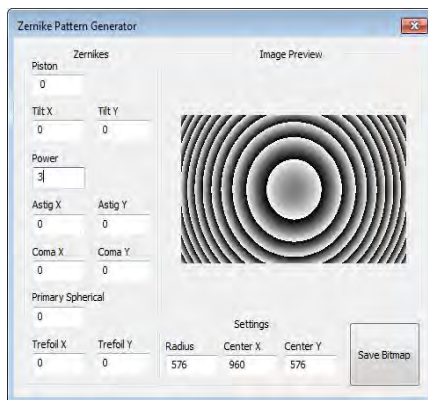 Zernike Pattern Generator
Zernikes
Image Preview
Piston
0
Tilt X Tilt Y
0 0
Power
3
Astig X Astig Y
0 0
Coma X Coma Y
0 0
Primary Spherical
0
Trefoil X Trefoil Y
0 0
Settings
Radius Center X Center Y
576 960 576
Save Bitmap